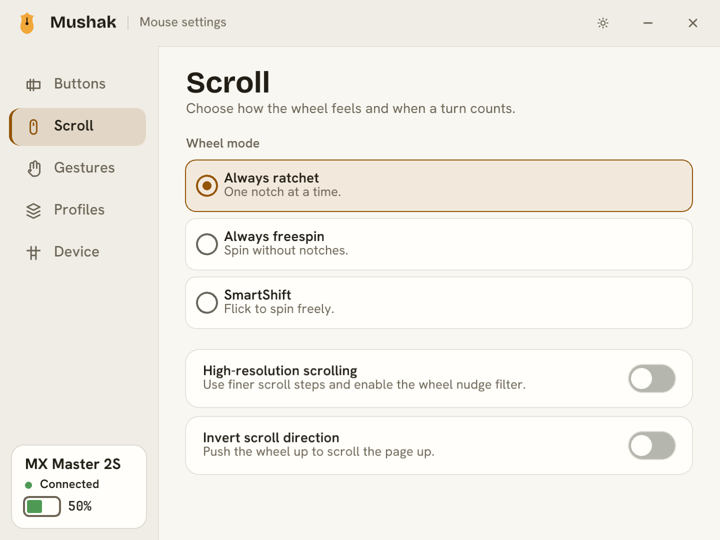 Mushak
Mouse settings
Buttons
Scroll
Gestures
Profiles
Device
MX Master 2S
Connected
50%
Scroll
Choose how the wheel feels and when a turn counts.
Wheel mode
Always ratchet
One notch at a time.
Always freespin
Spin without notches.
SmartShift
Flick to spin freely.
High-resolution scrolling
Use finer scroll steps and enable the wheel nudge filter.
Invert scroll direction
Push the wheel up to scroll the page up.